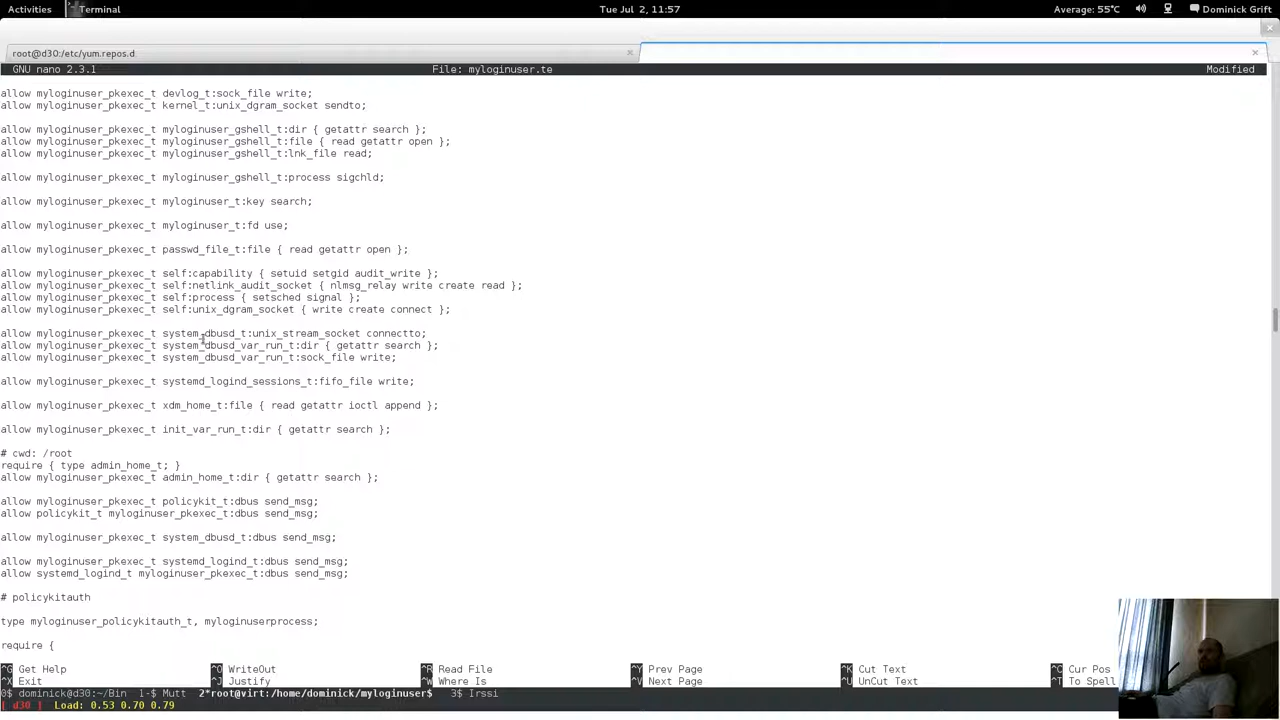 Activities Terminal Tue Jul 2, 11:57 Average: 55°C Dominick Grift
root@d30:/etc/yum.repos.d
GNU nano 2.3.1 File: myloginuser.te Modified
allow myloginuser_pkexec_t devlog_t:sock_file write;
allow myloginuser_pkexec_t kernel_t:unix_dgram_socket sendto;
allow myloginuser_pkexec_t myloginuser_gshell_t:dir { getattr search };
allow myloginuser_pkexec_t myloginuser_gshell_t:file { read getattr open };
allow myloginuser_pkexec_t myloginuser_gshell_t:lnk_file read;
allow myloginuser_pkexec_t myloginuser_gshell_t:process sigchld;
allow myloginuser_pkexec_t myloginuser_t:key search;
allow myloginuser_pkexec_t myloginuser_t:fd use;
allow myloginuser_pkexec_t passwd_file_t:file { read getattr open };
allow myloginuser_pkexec_t self:capability { setuid setgid audit_write };
allow myloginuser_pkexec_t self:netlink_audit_socket { nlmsg_relay write create read };
allow myloginuser_pkexec_t self:process { setsched signal };
allow myloginuser_pkexec_t self:unix_dgram_socket { write create connect };
allow myloginuser_pkexec_t system_dbusd_t:unix_stream_socket connectto;
allow myloginuser_pkexec_t system_dbusd_var_run_t:dir { getattr search };
allow myloginuser_pkexec_t system_dbusd_var_run_t:sock_file write;
allow myloginuser_pkexec_t systemd_logind_sessions_t:fifo_file write;
allow myloginuser_pkexec_t xdm_home_t:file { read getattr ioctl append };
allow myloginuser_pkexec_t init_var_run_t:dir { getattr search };
# cwd: /root
require { type admin_home_t; }
allow myloginuser_pkexec_t admin_home_t:dir { getattr search };
allow myloginuser_pkexec_t policykit_t:dbus send_msg;
allow policykit_t myloginuser_pkexec_t:dbus send_msg;
allow myloginuser_pkexec_t system_dbusd_t:dbus send_msg;
allow myloginuser_pkexec_t systemd_logind_t:dbus send_msg;
allow systemd_logind_t myloginuser_pkexec_t:dbus send_msg;
# policykitauth
type myloginuser_policykitauth_t, myloginuserprocess;
require {
^G Get Help ^O WriteOut ^R Read File ^Y Prev Page ^K Cut Text ^C Cur Pos
^X Exit ^J Justify ^W Where Is ^V Next Page ^U UnCut Text ^T To Spell
0$ dominick@d30:~/Bin 1-$ Mutt 2*root@virt:/home/dominick/myloginuser$ 3$ Irssi
[ d30 ] Load: 0.53 0.70 0.79